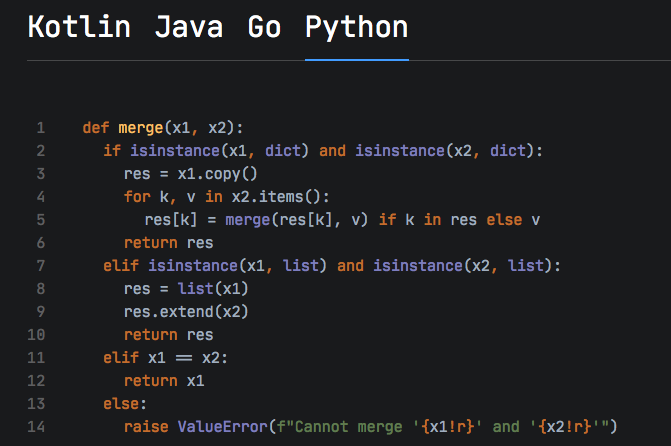 Kotlin Java Go Python
1 def merge(x1, x2):
2 if isinstance(x1, dict) and isinstance(x2, dict):
3 res = x1.copy()
4 for k, v in x2.items():
5 res[k] = merge(res[k], v) if k in res else v
6 return res
7 elif isinstance(x1, list) and isinstance(x2, list):
8 res = list(x1)
9 res.extend(x2)
10 return res
11 elif x1 == x2:
12 return x1
13 else:
14 raise ValueError(f"Cannot merge '{x1!r}' and '{x2!r}'")